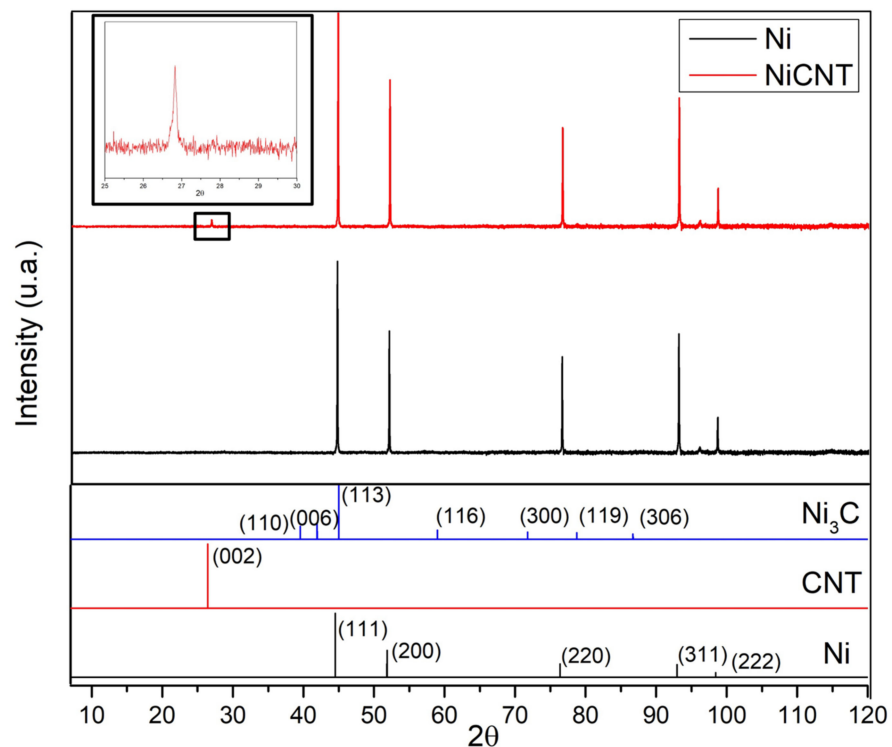 Ni
NiCNT
25 26 27 28 29 30
2θ
Intensity (u.a.)
(113)
(110) (006) (116) (300) (119) (306) Ni₃C
(002) CNT
(111)
(200) (220) (311) (222) Ni
10 20 30 40 50 60 70 80 90 100 110 120
2θ